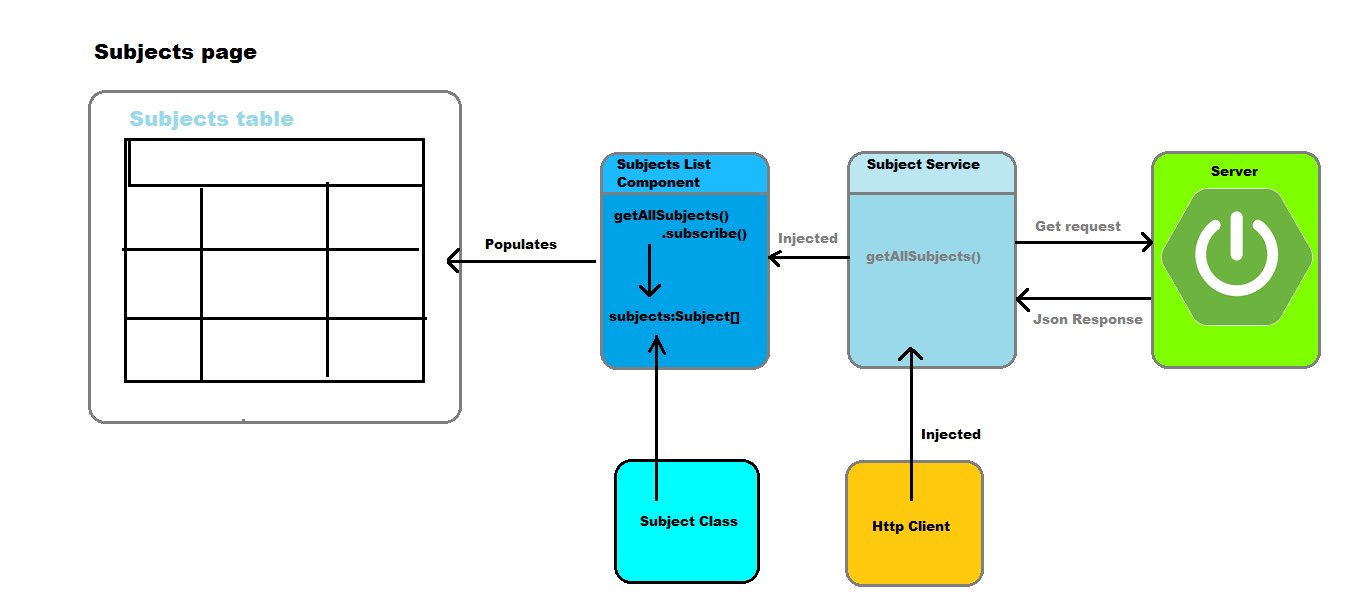 Subjects page
Subjects table
Populates
Subjects List
Component
getAllSubjects()
.subscribe()
subjects:Subject[]
Injected
Subject Service
getAllSubjects()
Get request
Json Response
Server
Injected
Subject Class
Http Client